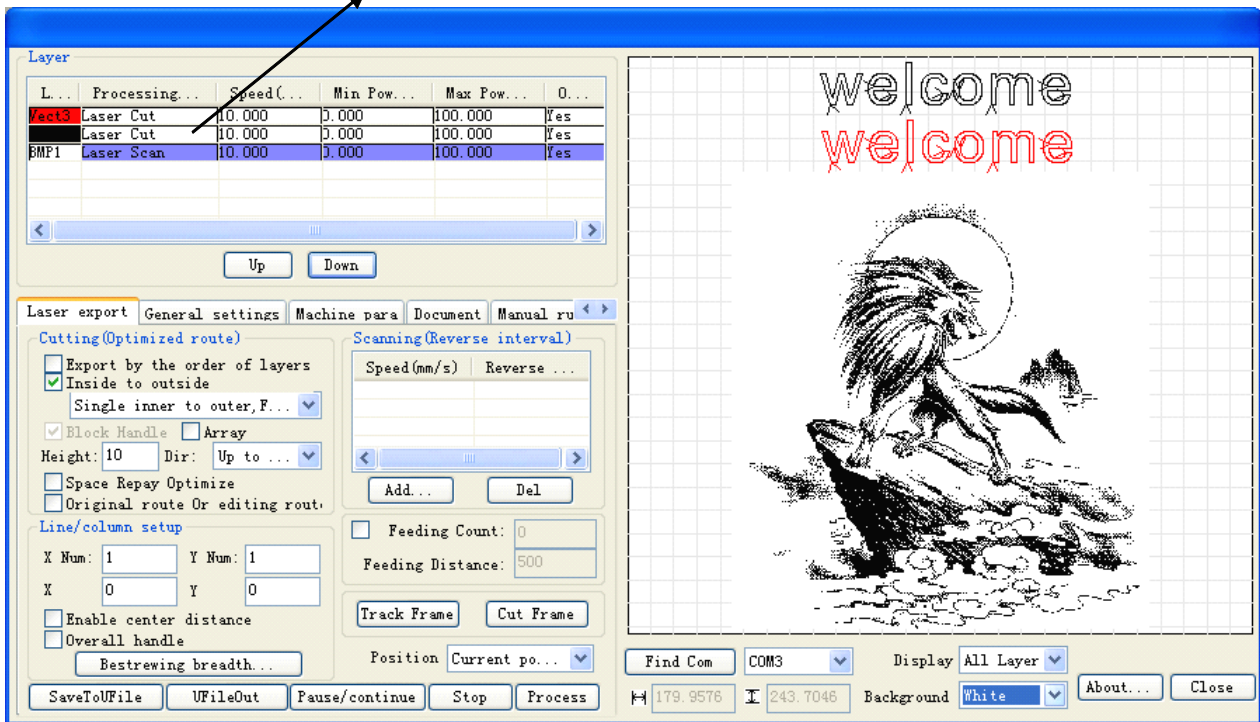 Layer
L... Processing... Speed(... Min Pow... Max Pow... O...
Vect3 Laser Cut 10.000 0.000 100.000 Yes
Laser Cut 10.000 0.000 100.000 Yes
BMP1 Laser Scan 10.000 0.000 100.000 Yes
Up Down
Laser export General settings Machine para Document Manual ru
Cutting(Optimized route)
Export by the order of layers
Inside to outside
Single inner to outer,F...
Block Handle Array
Height: 10 Dir: Up to ...
Space Repay Optimize
Original route Or editing rout
Line/column setup
X Num: 1 Y Num: 1
X 0 Y 0
Enable center distance
Overall handle
Bestrewing breadth...
Scanning(Reverse interval)
Speed(mm/s) Reverse ...
Add... Del
Feeding Count: 0
Feeding Distance: 500
Track Frame Cut Frame
Position Current po...
SaveToUFile UFileOut Pause/continue Stop Process
welcome
welcome
Find Com COM3 Display All Layer
179.9576 243.7046 Background White About... Close